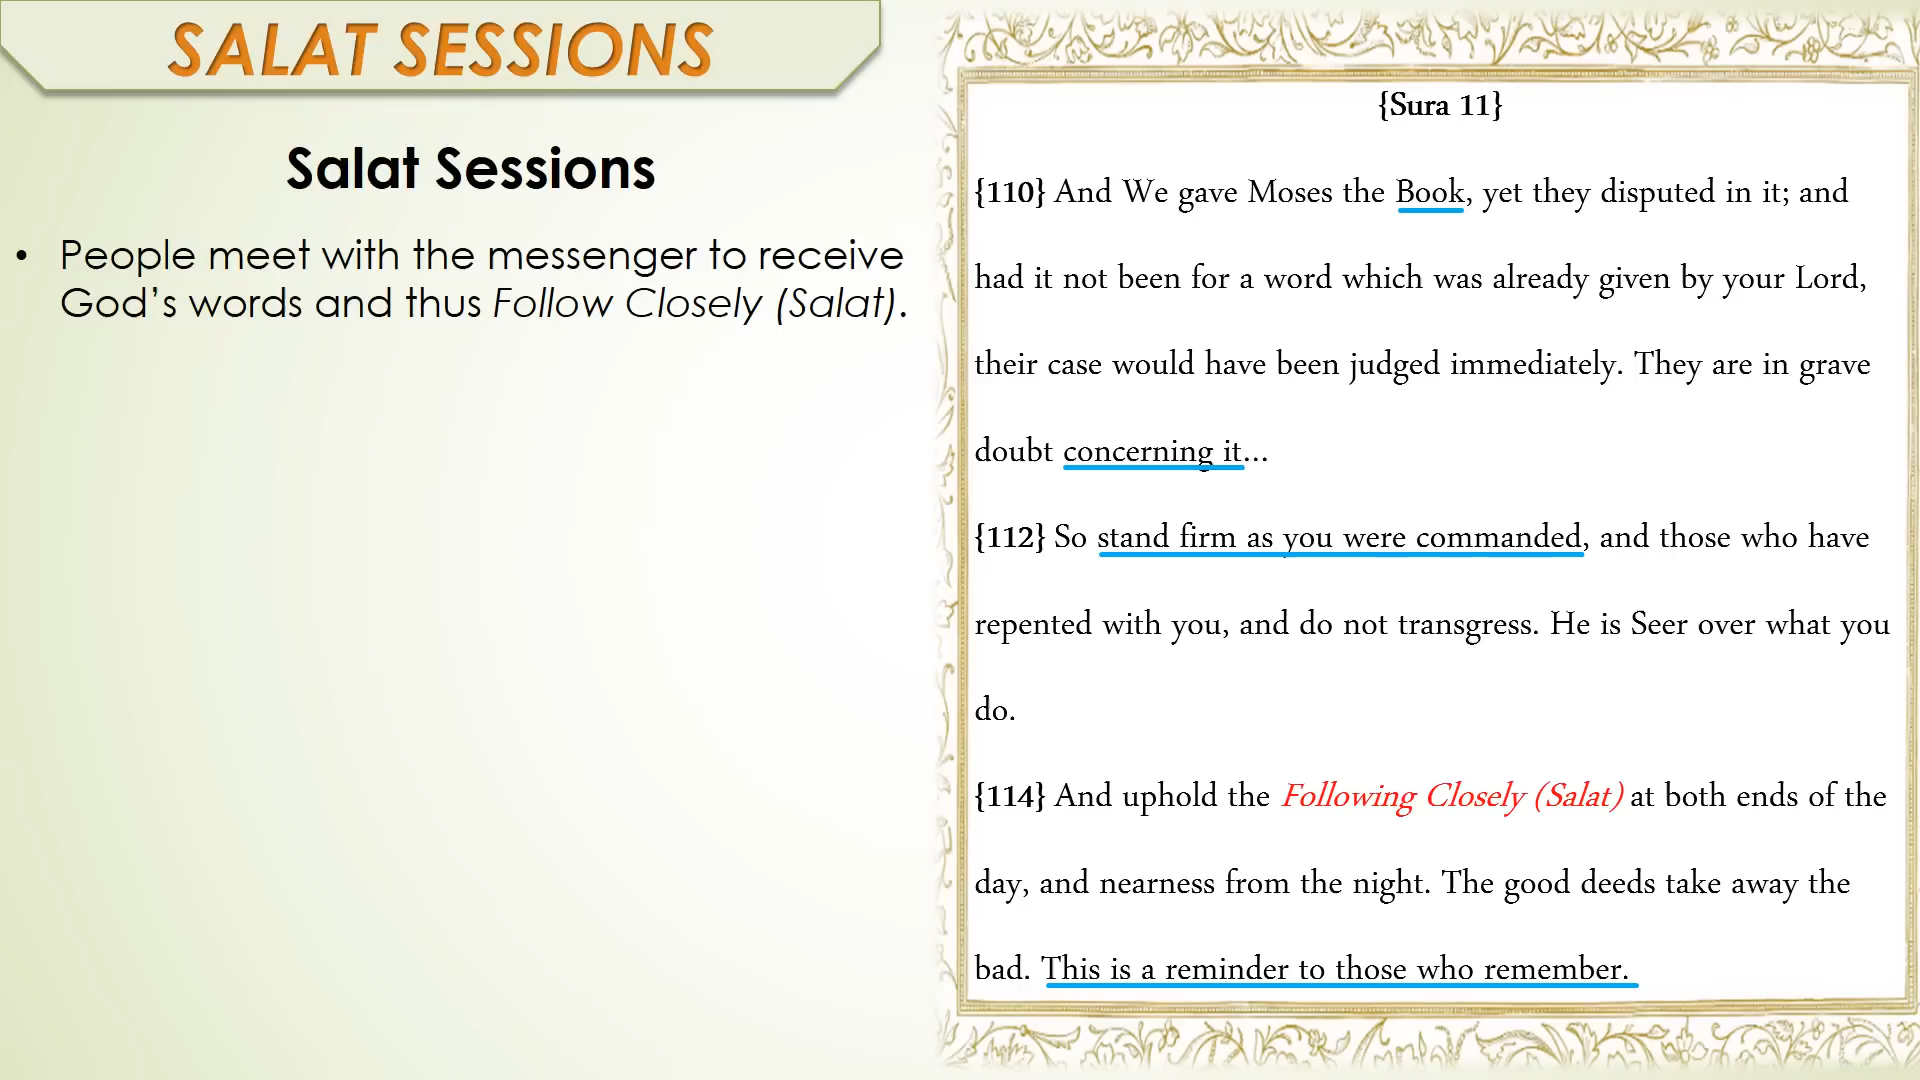 SALAT SESSIONS
Salat Sessions
• People meet with the messenger to receive
God’s words and thus Follow Closely (Salat).
{Sura 11}
{110} And We gave Moses the Book, yet they disputed in it; and
had it not been for a word which was already given by your Lord,
their case would have been judged immediately. They are in grave
doubt concerning it...
{112} So stand firm as you were commanded, and those who have
repented with you, and do not transgress. He is Seer over what you
do.
{114} And uphold the Following Closely (Salat) at both ends of the
day, and nearness from the night. The good deeds take away the
bad. This is a reminder to those who remember.